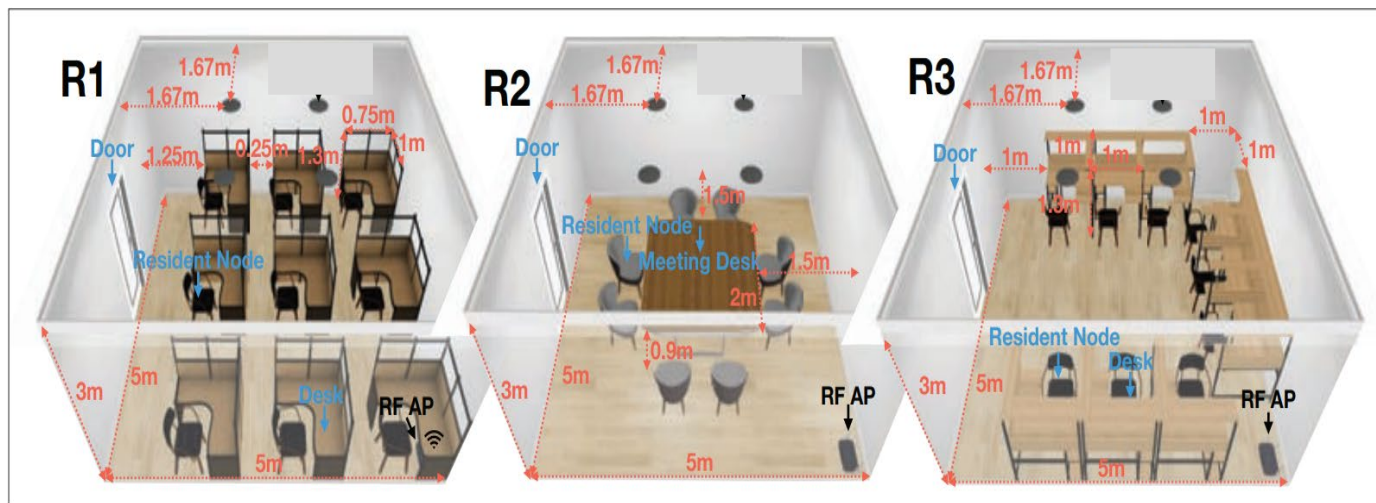 R1
1.67m
1.67m
0.75m
1m
Door
1.25m
0.25m
1.3m
Resident Node
Desk
RF AP
3m
5m
5m
R2
1.67m
1.67m
Door
1.5m
Resident Node
Meeting Desk
1.5m
2m
0.9m
RF AP
3m
5m
5m
R3
1.67m
1.67m
1m
1m
Door
1m
1m
1m
1.3m
Resident Node
Desk
RF AP
3m
5m
5m